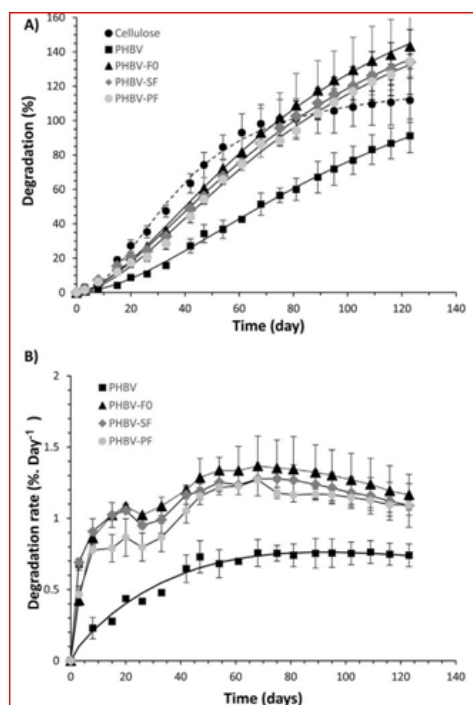 A)
160
140
120
100
80
60
40
20
0
Degradation (%)
Cellulose
PHBV
PHBV-F0
PHBV-SF
PHBV-PF
0 20 40 60 80 100 120 140
Time (day)
B)
2
1.5
1
0.5
0
Degradation rate (%. Day-1
PHBV
PHBV-F0
PHBV-SF
PHBV-PF
0 20 40 60 80 100 120 140
Time (days)